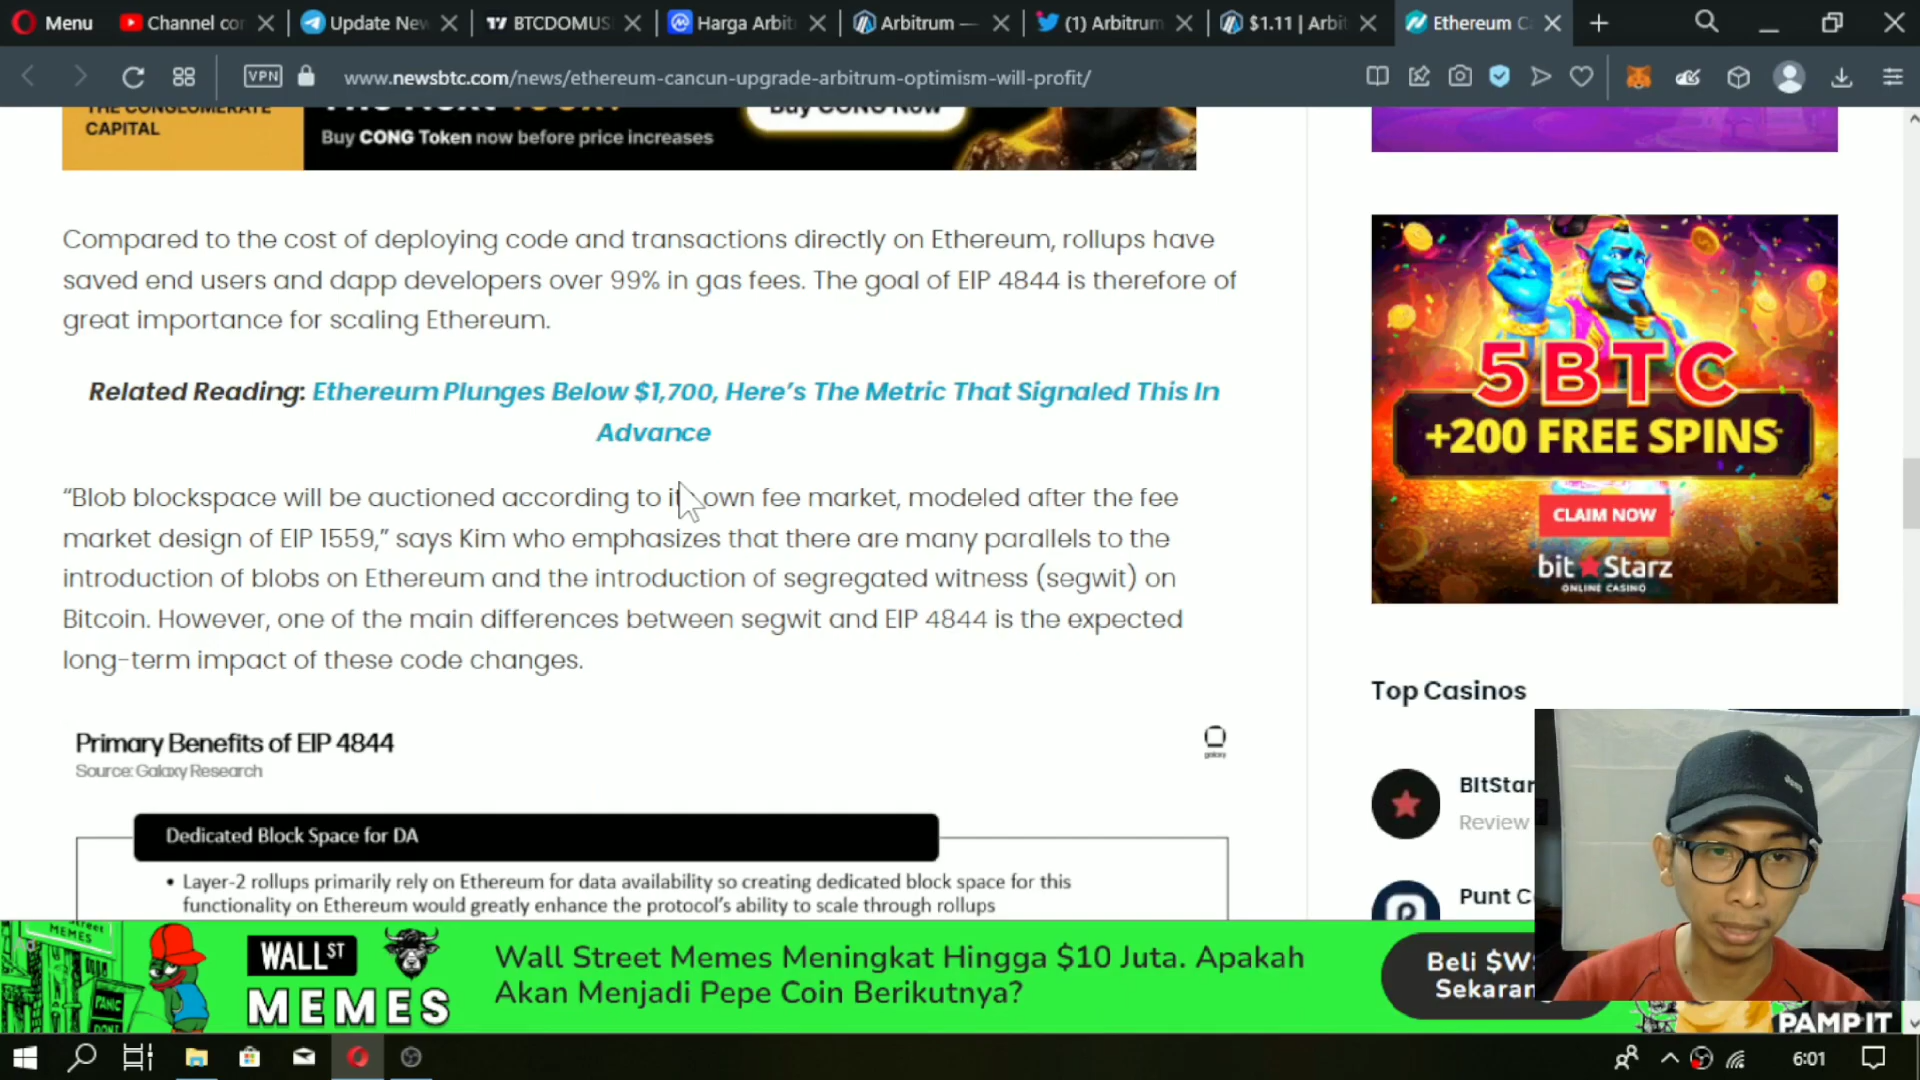 Menu
Channel cor
Update New
BTCDOMUS
Harga Arbit
Arbitrum —
(1) Arbitrum
$1.11 | Arbit
Ethereum C
VPN
www.newsbtc.com/news/ethereum-cancun-upgrade-arbitrum-optimism-will-profit/
THE CONGLOMERATE
CAPITAL
Buy CONG Now
Buy CONG Token now before price increases
Compared to the cost of deploying code and transactions directly on Ethereum, rollups have
saved end users and dapp developers over 99% in gas fees. The goal of EIP 4844 is therefore of
great importance for scaling Ethereum.
Related Reading: Ethereum Plunges Below $1,700, Here's The Metric That Signaled This In
Advance
“Blob blockspace will be auctioned according to its own fee market, modeled after the fee
market design of EIP 1559,” says Kim who emphasizes that there are many parallels to the
introduction of blobs on Ethereum and the introduction of segregated witness (segwit) on
Bitcoin. However, one of the main differences between segwit and EIP 4844 is the expected
long-term impact of these code changes.
Primary Benefits of EIP 4844
Source: Galaxy Research
galaxy
Dedicated Block Space for DA
• Layer-2 rollups primarily rely on Ethereum for data availability so creating dedicated block space for this
functionality on Ethereum would greatly enhance the protocol's ability to scale through rollups
5BTC
+200 FREE SPINS
CLAIM NOW
bit Starz
ONLINE CASINO
Top Casinos
BItStar
Review
Punt C
MEMES
WALL ST
MEMES
Wall Street Memes Meningkat Hingga $10 Juta. Apakah
Akan Menjadi Pepe Coin Berikutnya?
Beli $WS
Sekaran
PAMP IT
6:01